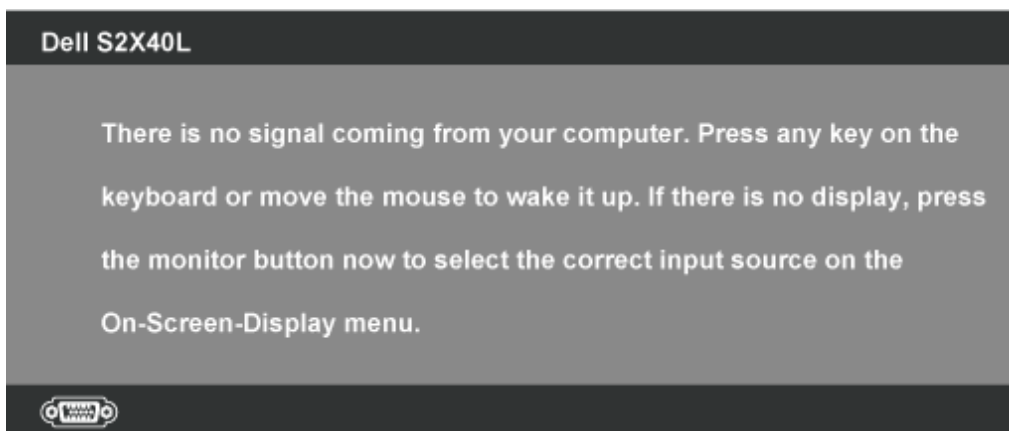 Dell S2X40L
There is no signal coming from your computer. Press any key on the
keyboard or move the mouse to wake it up. If there is no display, press
the monitor button now to select the correct input source on the
On-Screen-Display menu.